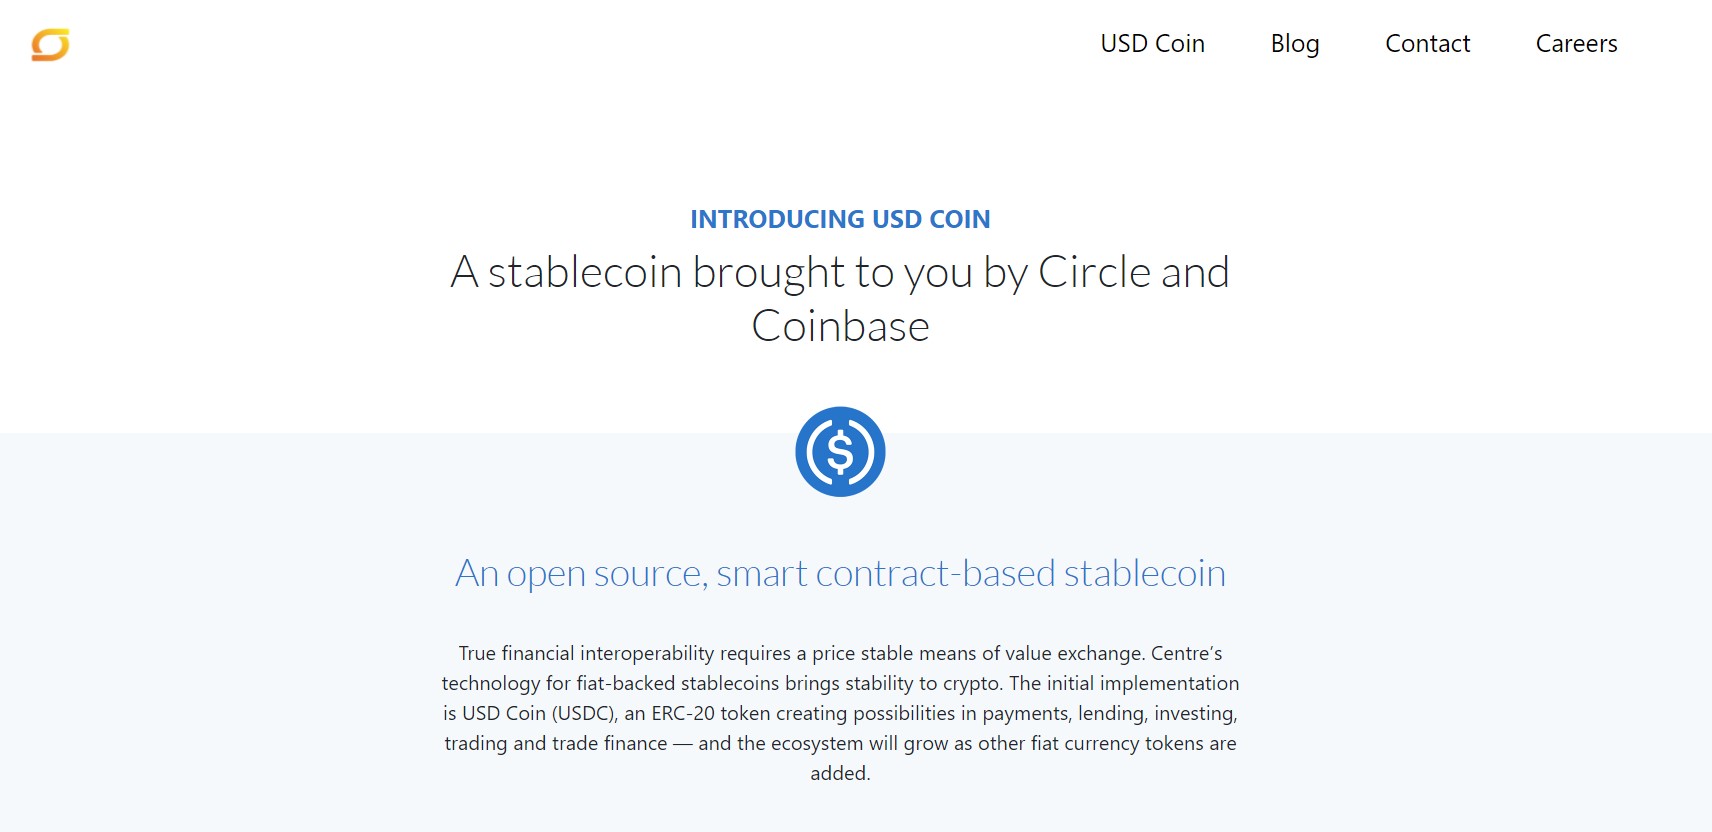 USD Coin Blog Contact Careers
INTRODUCING USD COIN
A stablecoin brought to you by Circle and
Coinbase
$
An open source, smart contract-based stablecoin
True financial interoperability requires a price stable means of value exchange. Centre’s
technology for fiat-backed stablecoins brings stability to crypto. The initial implementation
is USD Coin (USDC), an ERC-20 token creating possibilities in payments, lending, investing,
trading and trade finance — and the ecosystem will grow as other fiat currency tokens are
added.